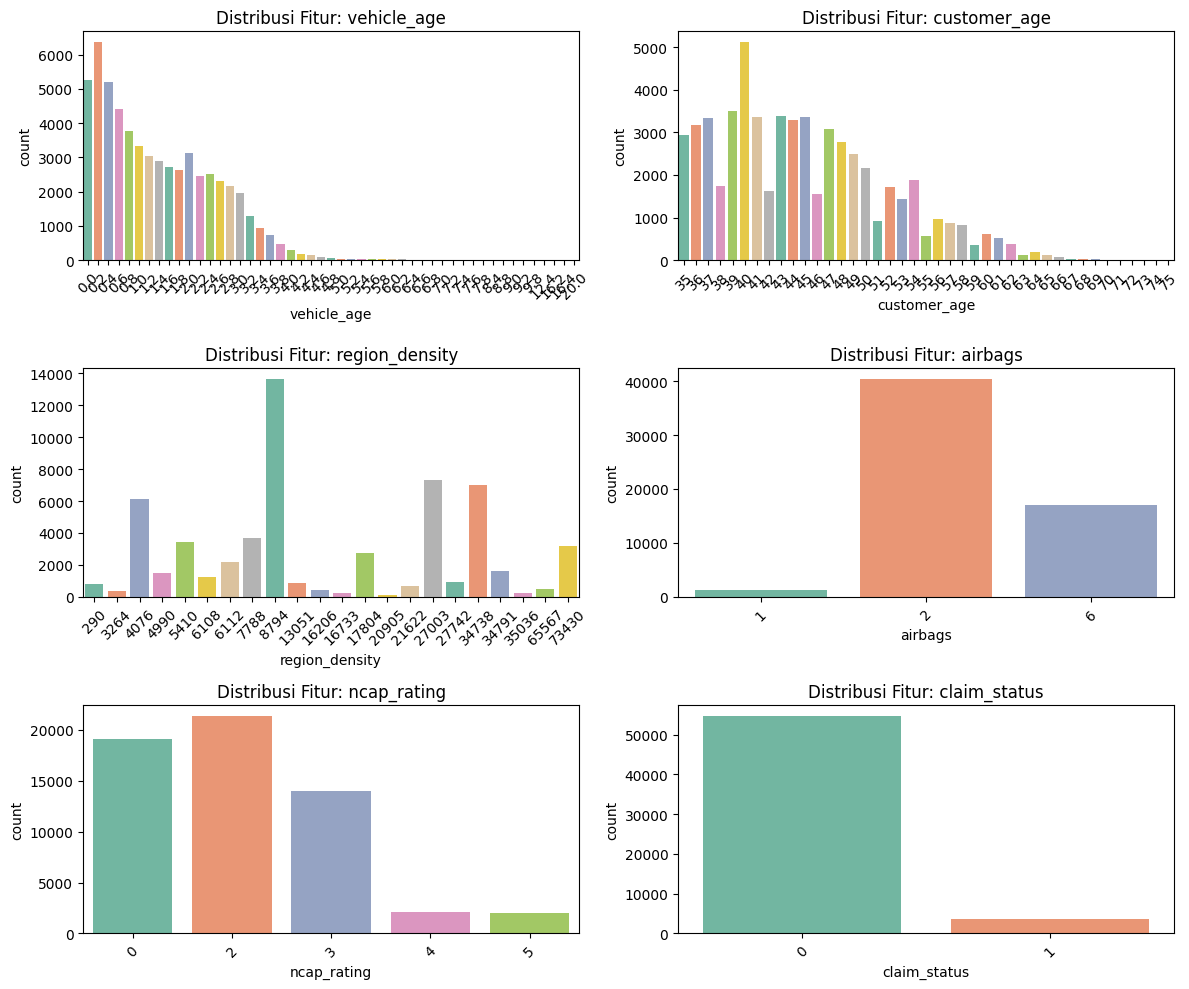 Distribusi Fitur: vehicle_age
count
6000
5000
4000
3000
2000
1000
0
vehicle_age
Distribusi Fitur: customer_age
count
5000
4000
3000
2000
1000
0
35 36 37 38 39 40 41 42 43 44 45 46 47 48 49 50 51 52 53 54 55 56 57 58 59 60 61 62 63 64 65 66 67 68 69 70 71 72 73 74 75
customer_age
Distribusi Fitur: region_density
count
14000
12000
10000
8000
6000
4000
2000
0
290 3264 4076 4990 5410 6108 6112 7788 8794 13051 16206 16733 17804 20905 21622 27003 27742 34738 34791 35036 65567 73430
region_density
Distribusi Fitur: airbags
count
40000
30000
20000
10000
0
1 2 6
airbags
Distribusi Fitur: ncap_rating
count
20000
15000
10000
5000
0
0 2 3 4 5
ncap_rating
Distribusi Fitur: claim_status
count
50000
40000
30000
20000
10000
0
0 1
claim_status